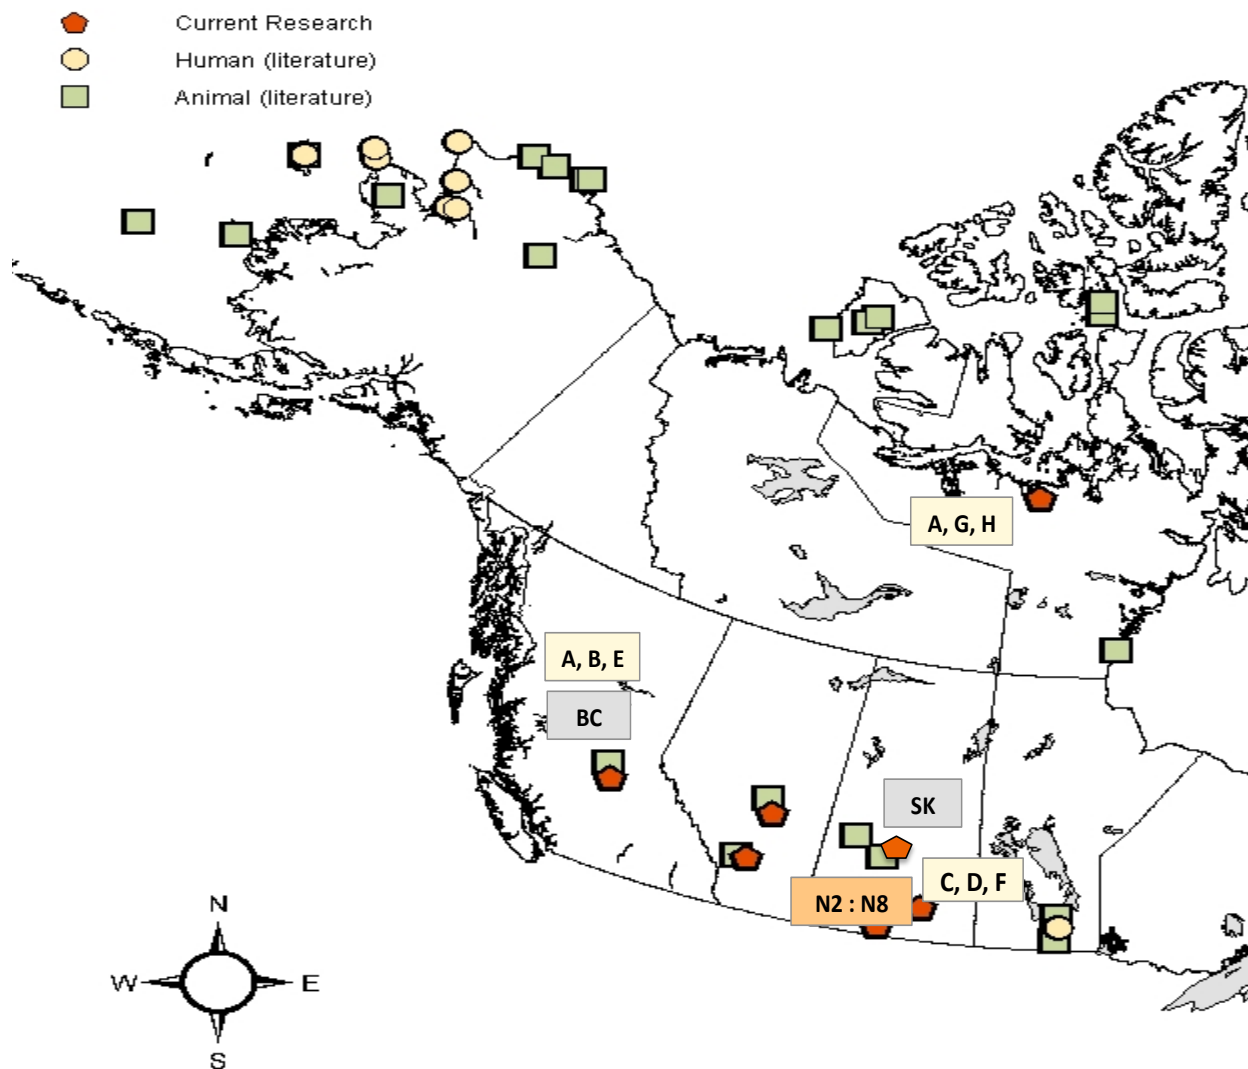 Current Research
Human (literature)
Animal (literature)
A, G, H
A, B, E
BC
SK
C, D, F
N2 : N8
N
W E
S